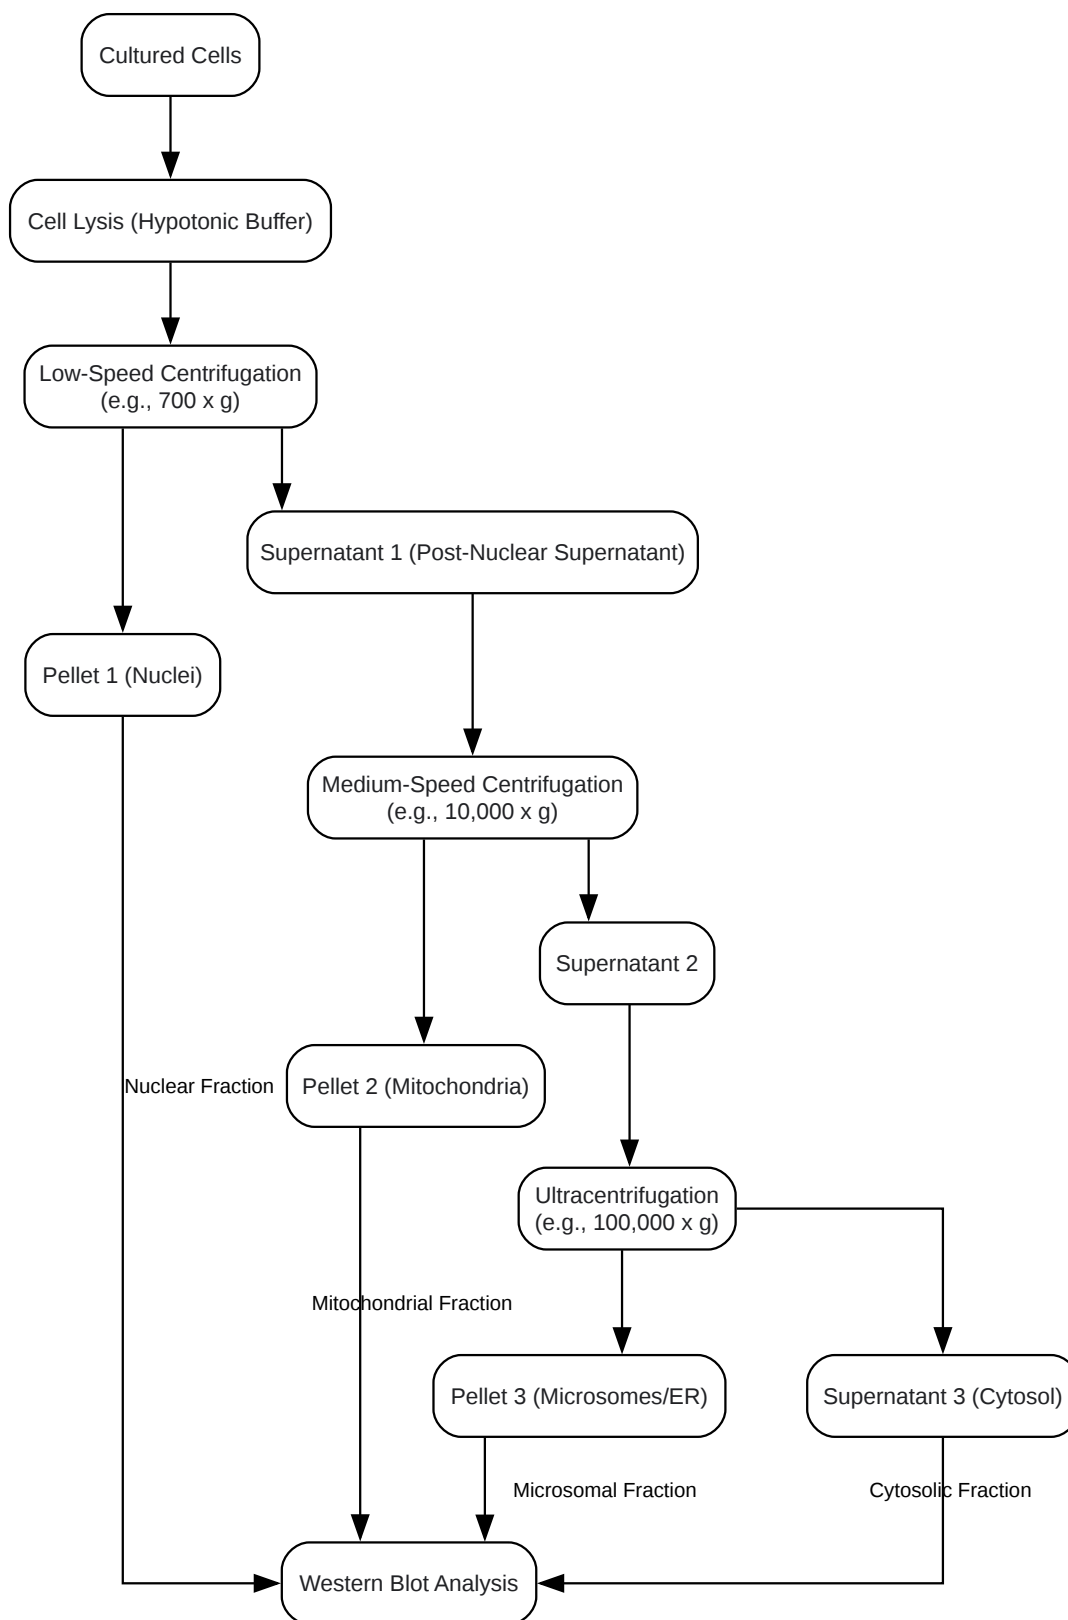 Cultured Cells
Cell Lysis (Hypotonic Buffer)
Low-Speed Centrifugation
(e.g., 700 x g)
Supernatant 1 (Post-Nuclear Supernatant)
Pellet 1 (Nuclei)
Medium-Speed Centrifugation
(e.g., 10,000 x g)
Supernatant 2
Nuclear Fraction
Pellet 2 (Mitochondria)
Ultracentrifugation
(e.g., 100,000 x g)
Mitochondrial Fraction
Pellet 3 (Microsomes/ER)
Supernatant 3 (Cytosol)
Microsomal Fraction
Cytosolic Fraction
Western Blot Analysis